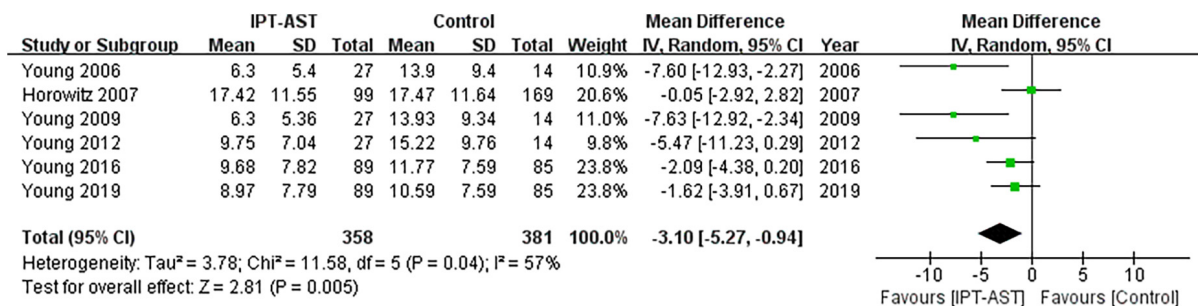 IPT-AST Control Mean Difference Mean Difference
Study or Subgroup Mean SD Total Mean SD Total Weight IV, Random, 95% CI Year IV, Random, 95% CI
Young 2006 6.3 5.4 27 13.9 9.4 14 10.9% -7.60 [-12.93, -2.27] 2006
Horowitz 2007 17.42 11.55 99 17.47 11.64 169 20.6% -0.05 [-2.92, 2.82] 2007
Young 2009 6.3 5.36 27 13.93 9.34 14 11.0% -7.63 [-12.92, -2.34] 2009
Young 2012 9.75 7.04 27 15.22 9.76 14 9.8% -5.47 [-11.23, 0.29] 2012
Young 2016 9.68 7.82 89 11.77 7.59 85 23.8% -2.09 [-4.38, 0.20] 2016
Young 2019 8.97 7.79 89 10.59 7.59 85 23.8% -1.62 [-3.91, 0.67] 2019
Total (95% CI) 358 381 100.0% -3.10 [-5.27, -0.94]
Heterogeneity: Tau² = 3.78; Chi² = 11.58, df = 5 (P = 0.04); I² = 57%
Test for overall effect: Z = 2.81 (P = 0.005)
-10 -5 0 5 10
Favours [IPT-AST] Favours [Control]